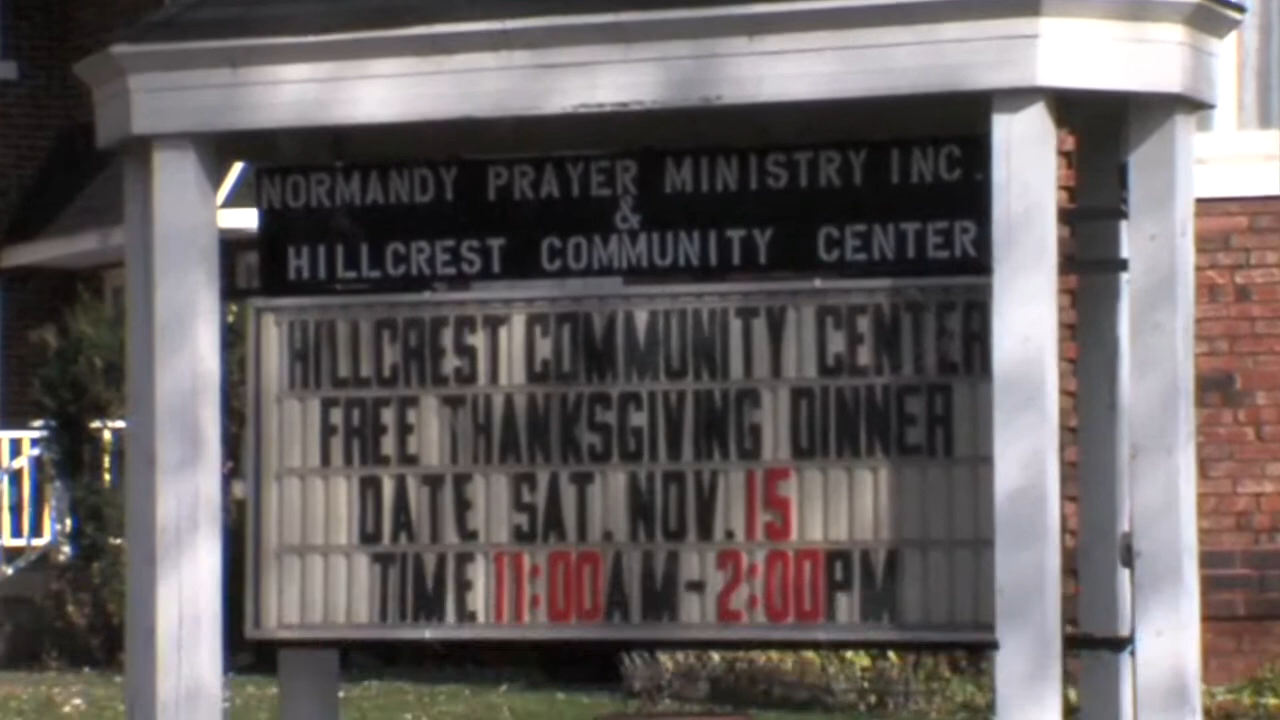 NORMANDY PRAYER MINISTRY INC.
&
HILLCREST COMMUNITY CENTER
HILLCREST COMMUNITY CENTER
FREE THANKSGIVING DINNER
DATE SAT. NOV. 15
TIME 11:00AM-2:00PM